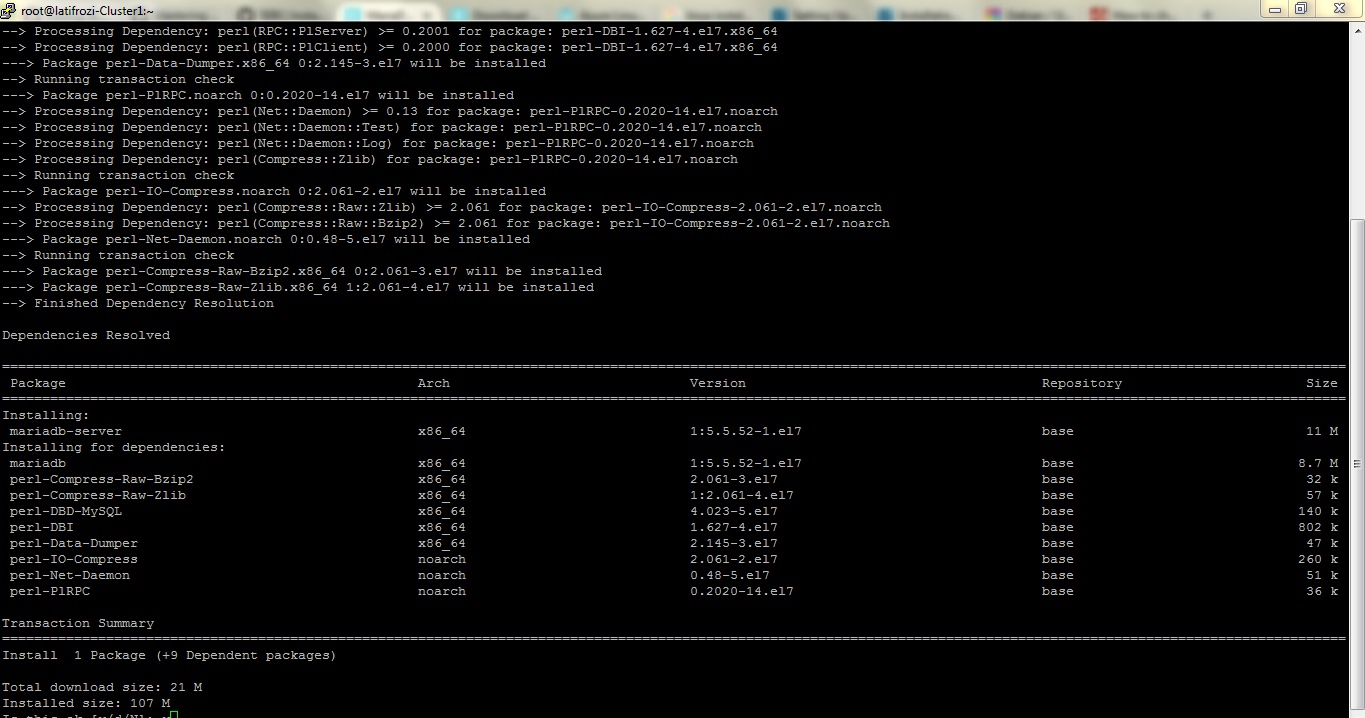 root@latifrozi-Cluster1:~
--> Processing Dependency: perl(RPC::PlServer) >= 0.2001 for package: perl-DBI-1.627-4.el7.x86_64
--> Processing Dependency: perl(RPC::PlClient) >= 0.2000 for package: perl-DBI-1.627-4.el7.x86_64
---> Package perl-Data-Dumper.x86_64 0:2.145-3.el7 will be installed
--> Running transaction check
---> Package perl-PlRPC.noarch 0:0.2020-14.el7 will be installed
--> Processing Dependency: perl(Net::Daemon) >= 0.13 for package: perl-PlRPC-0.2020-14.el7.noarch
--> Processing Dependency: perl(Net::Daemon::Test) for package: perl-PlRPC-0.2020-14.el7.noarch
--> Processing Dependency: perl(Net::Daemon::Log) for package: perl-PlRPC-0.2020-14.el7.noarch
--> Processing Dependency: perl(Compress::Zlib) for package: perl-PlRPC-0.2020-14.el7.noarch
--> Running transaction check
---> Package perl-IO-Compress.noarch 0:2.061-2.el7 will be installed
--> Processing Dependency: perl(Compress::Raw::Zlib) >= 2.061 for package: perl-IO-Compress-2.061-2.el7.noarch
--> Processing Dependency: perl(Compress::Raw::Bzip2) >= 2.061 for package: perl-IO-Compress-2.061-2.el7.noarch
---> Package perl-Net-Daemon.noarch 0:0.48-5.el7 will be installed
--> Running transaction check
---> Package perl-Compress-Raw-Bzip2.x86_64 0:2.061-3.el7 will be installed
---> Package perl-Compress-Raw-Zlib.x86_64 1:2.061-4.el7 will be installed
--> Finished Dependency Resolution
Dependencies Resolved
Package Arch Version Repository Size
Installing:
mariadb-server x86_64 1:5.5.52-1.el7 base 11 M
Installing for dependencies:
mariadb x86_64 1:5.5.52-1.el7 base 8.7 M
perl-Compress-Raw-Bzip2 x86_64 2.061-3.el7 base 32 k
perl-Compress-Raw-Zlib x86_64 1:2.061-4.el7 base 57 k
perl-DBD-MySQL x86_64 4.023-5.el7 base 140 k
perl-DBI x86_64 1.627-4.el7 base 802 k
perl-Data-Dumper x86_64 2.145-3.el7 base 47 k
perl-IO-Compress noarch 2.061-2.el7 base 260 k
perl-Net-Daemon noarch 0.48-5.el7 base 51 k
perl-PlRPC noarch 0.2020-14.el7 base 36 k
Transaction Summary
Install 1 Package (+9 Dependent packages)
Total download size: 21 M
Installed size: 107 M
Is this ok [y/d/N]: y